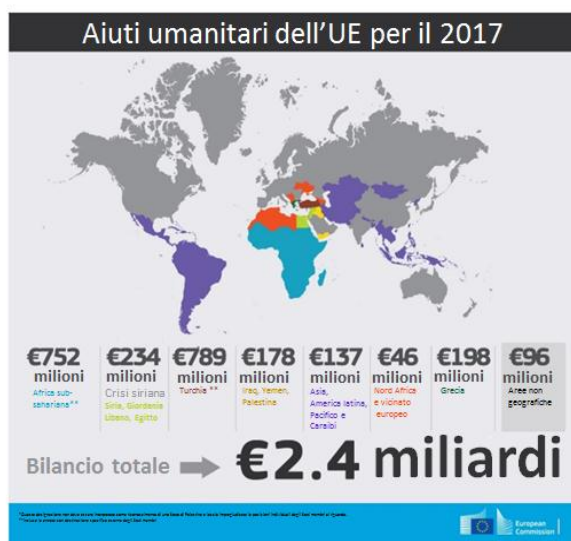 Aiuti umanitari dell'UE per il 2017
€752 milioni
Africa sub-
sahariana**
€234 milioni
Crisi siriana
Siria, Giordania
Libano, Egitto
€789 milioni
Turchia **
€178 milioni
Iraq, Yemen,
Palestina
€137 milioni
Asia,
America latina,
Pacifico e
Caraibi
€46 milioni
Nord Africa
e vicinato
europeo
€198 milioni
Grecia
€96 milioni
Aree non
geografiche
Bilancio totale €2.4 miliardi
European
Commission